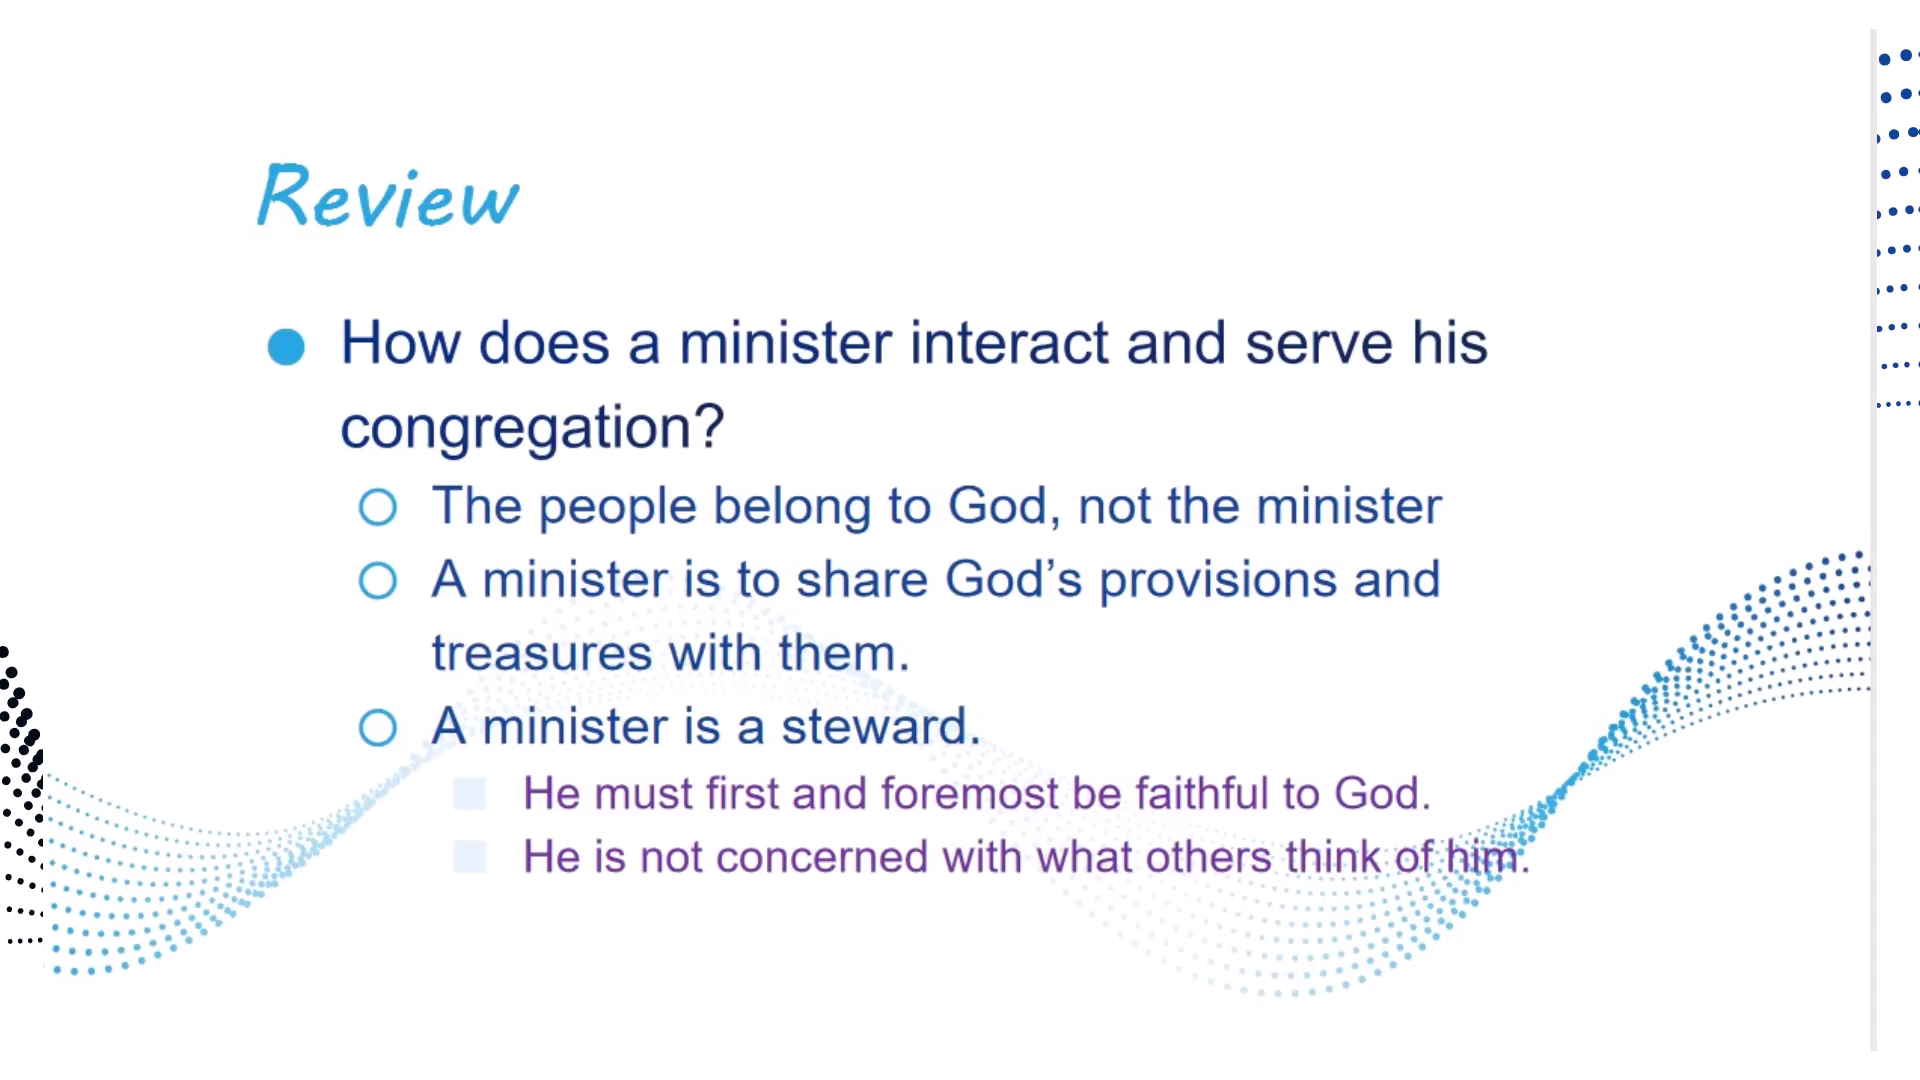 Review
How does a minister interact and serve his
congregation?
The people belong to God, not the minister
A minister is to share God’s provisions and
treasures with them.
A minister is a steward.
He must first and foremost be faithful to God.
He is not concerned with what others think of him.